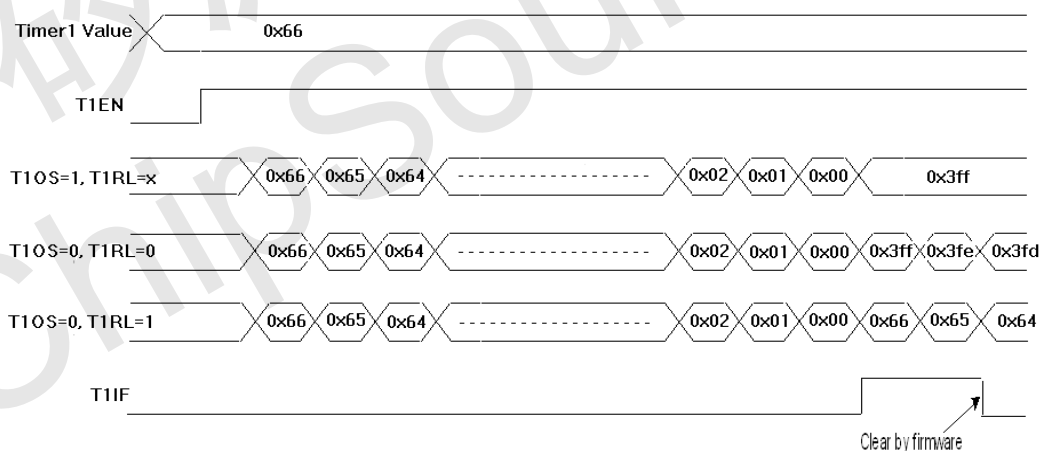 Timer1 Value 0x66
T1EN
T1OS=1, T1RL=x 0x66 0x65 0x64 0x02 0x01 0x00 0x3ff
T1OS=0, T1RL=0 0x66 0x65 0x64 0x02 0x01 0x00 0x3ff 0x3fe 0x3fd
T1OS=0, T1RL=1 0x66 0x65 0x64 0x02 0x01 0x00 0x66 0x65 0x64
T1IF
Clear by firmware